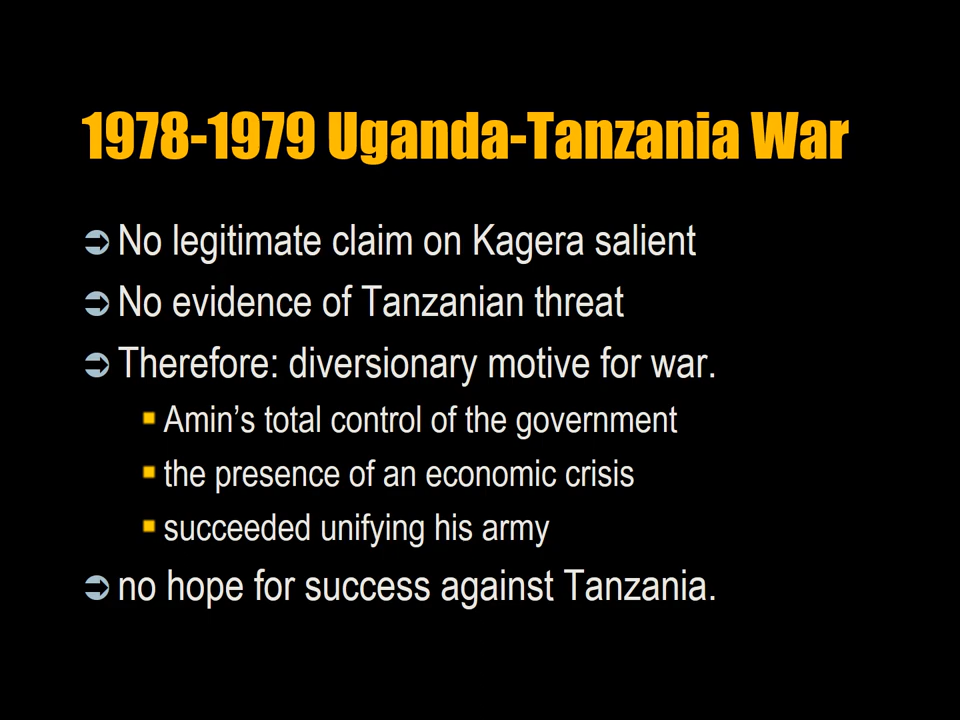 1978-1979 Uganda-Tanzania War
No legitimate claim on Kagera salient
No evidence of Tanzanian threat
Therefore: diversionary motive for war.
Amin’s total control of the government
the presence of an economic crisis
succeeded unifying his army
no hope for success against Tanzania.